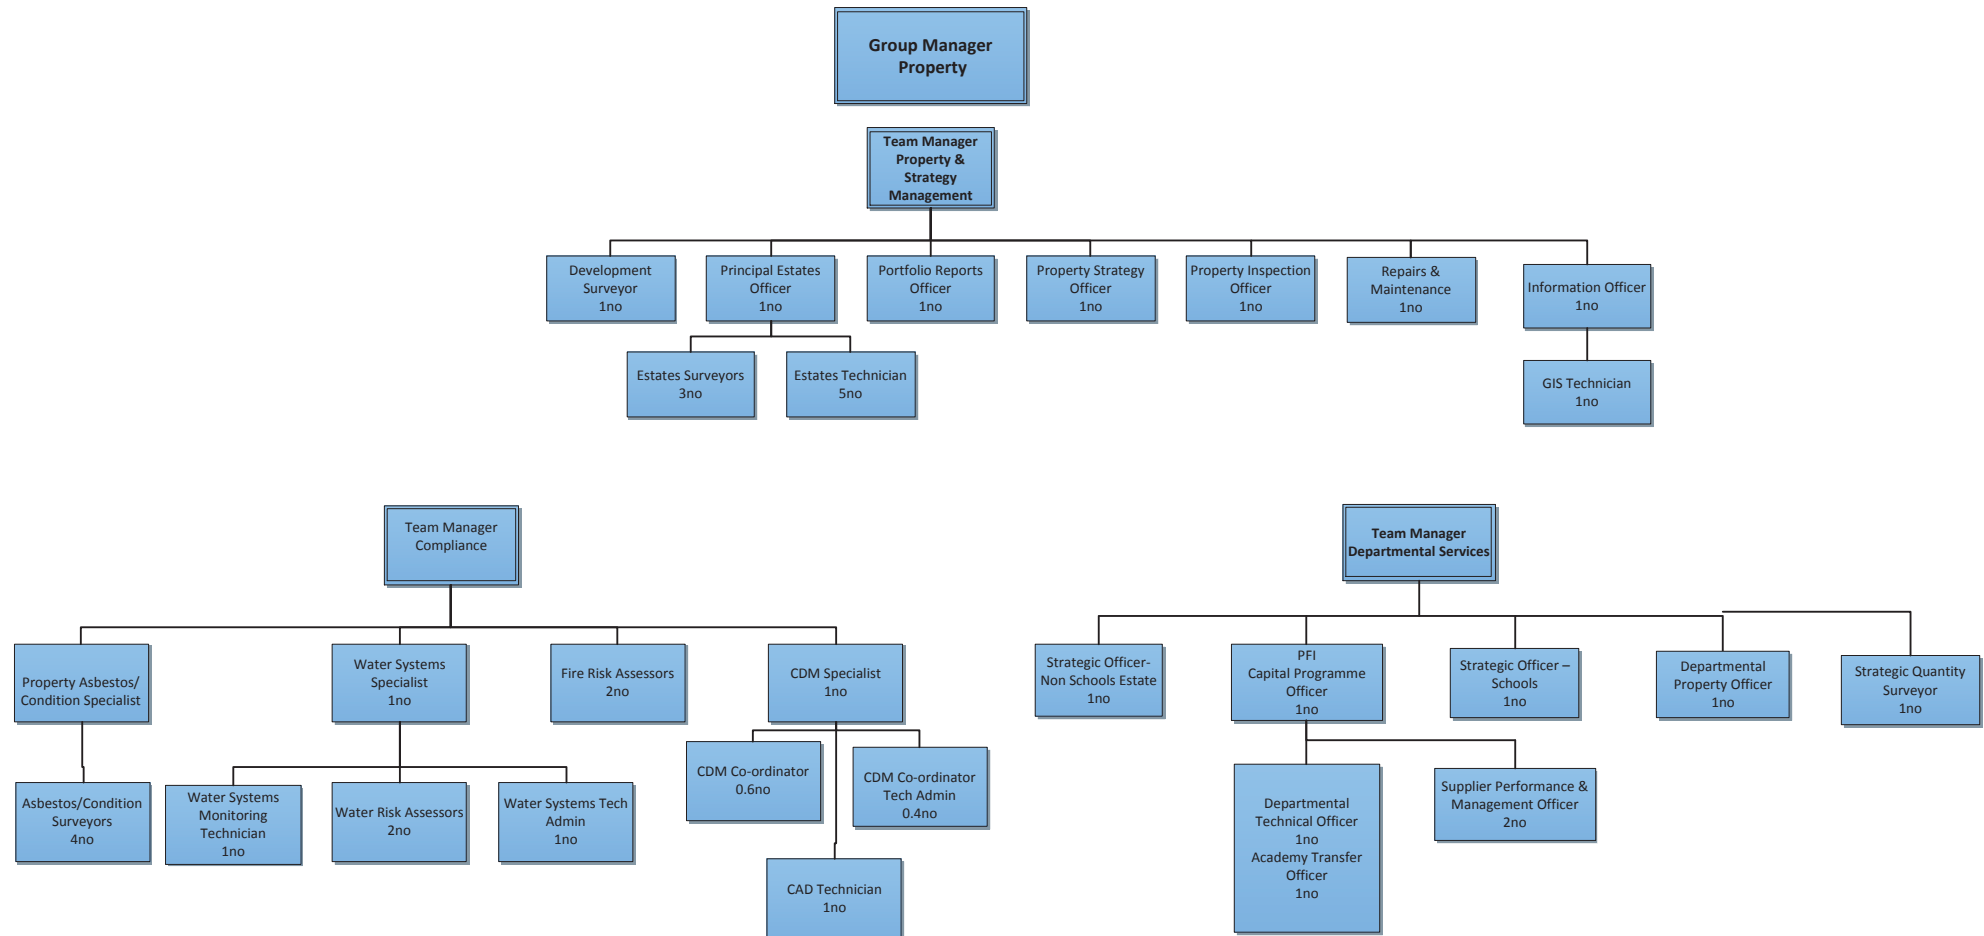 Group Manager
Property
Team Manager
Property &
Strategy
Management
Development
Surveyor
1no
Principal Estates
Officer
1no
Portfolio Reports
Officer
1no
Property Strategy
Officer
1no
Property Inspection
Officer
1no
Repairs &
Maintenance
1no
Information Officer
1no
Estates Surveyors
3no
Estates Technician
5no
GIS Technician
1no
Team Manager
Compliance
Property Asbestos/
Condition Specialist
Water Systems
Specialist
1no
Fire Risk Assessors
2no
CDM Specialist
1no
Asbestos/Condition
Surveyors
4no
Water Systems
Monitoring
Technician
1no
Water Risk Assessors
2no
Water Systems Tech
Admin
1no
CDM Co-ordinator
0.6no
CDM Co-ordinator
Tech Admin
0.4no
CAD Technician
1no
Team Manager
Departmental Services
Strategic Officer-
Non Schools Estate
1no
PFI
Capital Programme
Officer
1no
Strategic Officer –
Schools
1no
Departmental
Property Officer
1no
Strategic Quantity
Surveyor
1no
Departmental
Technical Officer
1no
Academy Transfer
Officer
1no
Supplier Performance &
Management Officer
2no